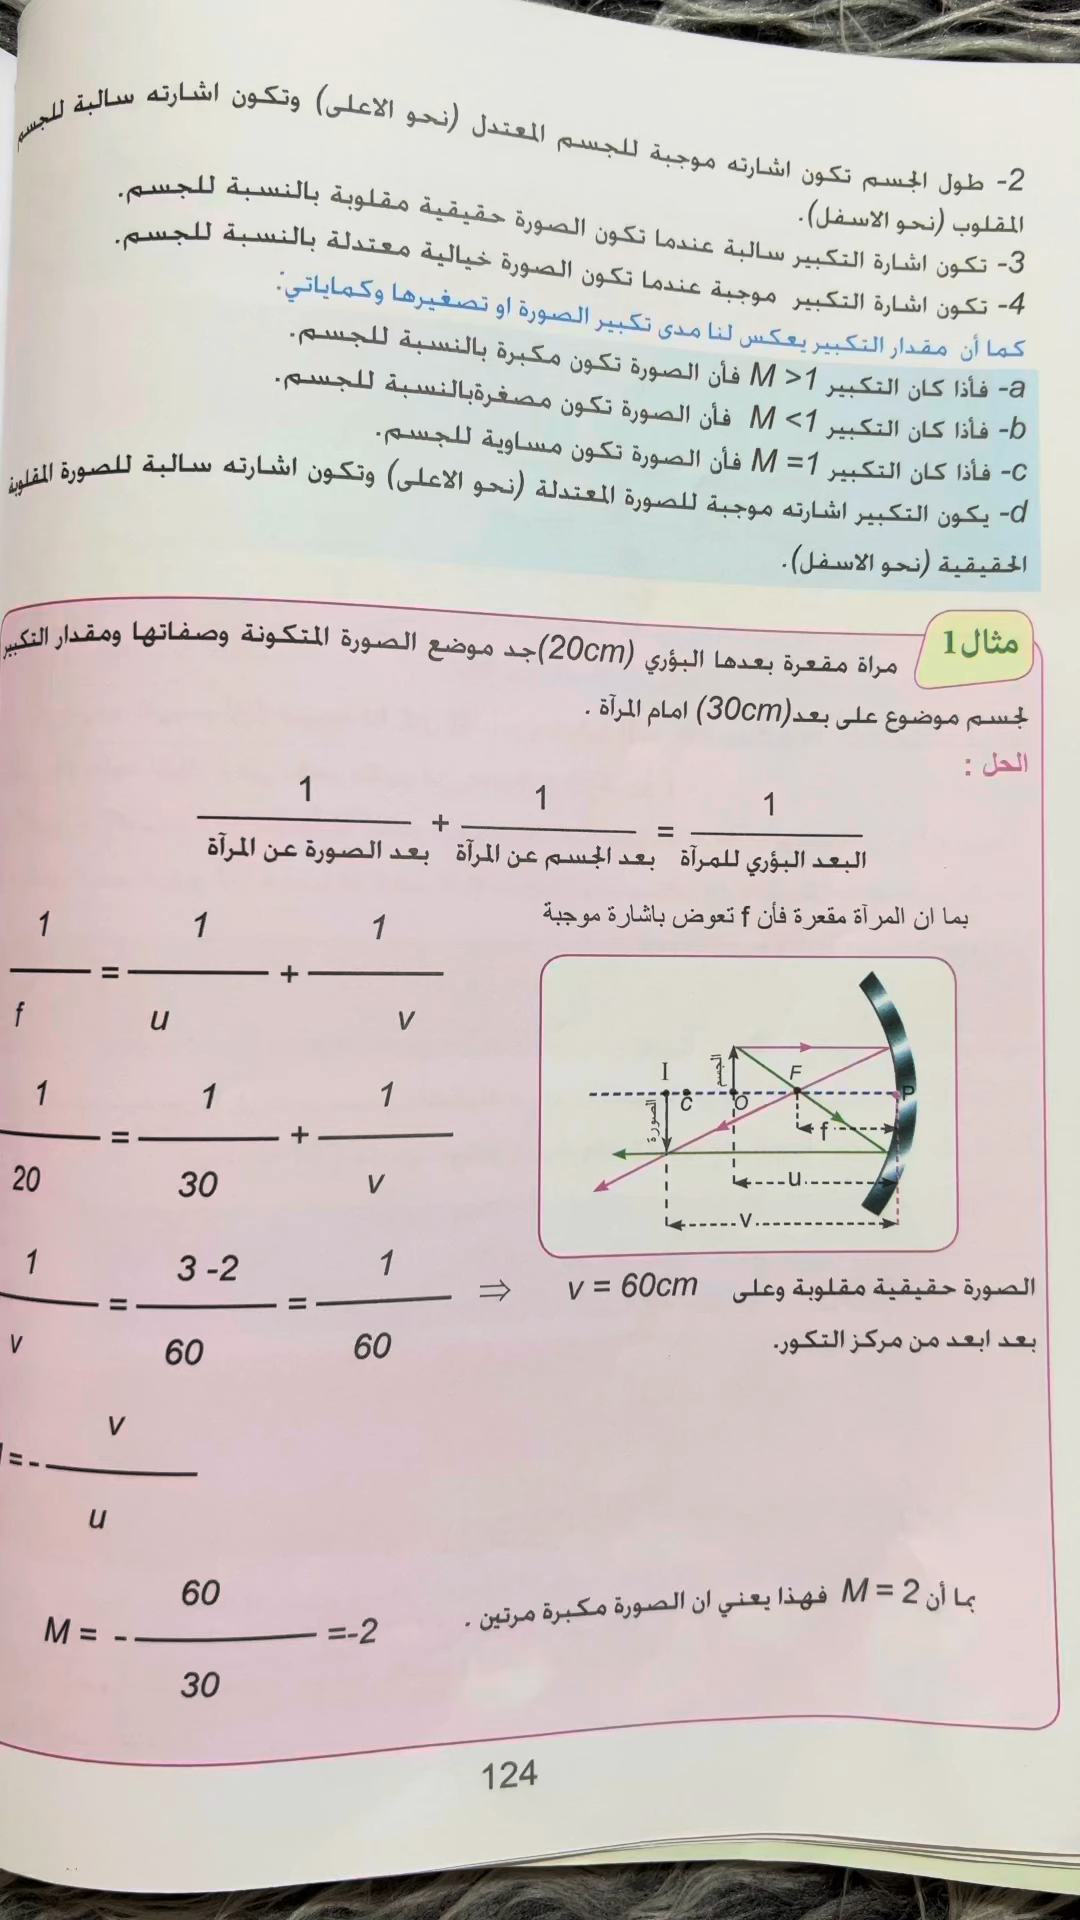 2- طول الجسم تكون اشارته موجبة للجسم المعتدل (نحو الاعلى) وتكون اشارته سالبة للجسم
المقلوب (نحو الاسفل).
3- تكون اشارة التكبير سالبة عندما تكون الصورة حقيقية مقلوبة بالنسبة للجسم.
4- تكون اشارة التكبير موجبة عندما تكون الصورة خيالية معتدلة بالنسبة للجسم.
كما أن مقدار التكبير يعكس لنا مدى تكبير الصورة او تصغيرها وكماياتي:
a- فأذا كان التكبير M >1 فأن الصورة تكون مكبرة بالنسبة للجسم.
b- فأذا كان التكبير M <1 فأن الصورة تكون مصغرةبالنسبة للجسم.
c- فأذا كان التكبير M =1 فأن الصورة تكون مساوية للجسم.
d- يكون التكبير اشارته موجبة للصورة المعتدلة (نحو الاعلى) وتكون اشارته سالبة للصورة المقلوبة
الحقيقية (نحو الاسفل).
مثال1
مراة مقعرة بعدها البؤري (20cm)جد موضع الصورة المتكونة وصفاتها ومقدار التكبير
لجسم موضوع على بعد(30cm) امام المرآة .
الحل :
1 = 1 + 1
البعد البؤري للمرآة بعد الجسم عن المرآة بعد الصورة عن المرآة
بما ان المرآة مقعرة فأن f تعوض باشارة موجبة
1 = 1 + 1
f u v
1 = 1 + 1
20 30 v
I C O F P
الجسم
الصورة
f
u
v
1 = 3 -2 = 1 ⇒ v = 60cm
v 60 60
الصورة حقيقية مقلوبة وعلى
بعد ابعد من مركز التكور.
= - v
u
M = - 60 =-2
30
بما أن M = 2 فهذا يعني ان الصورة مكبرة مرتين .
124